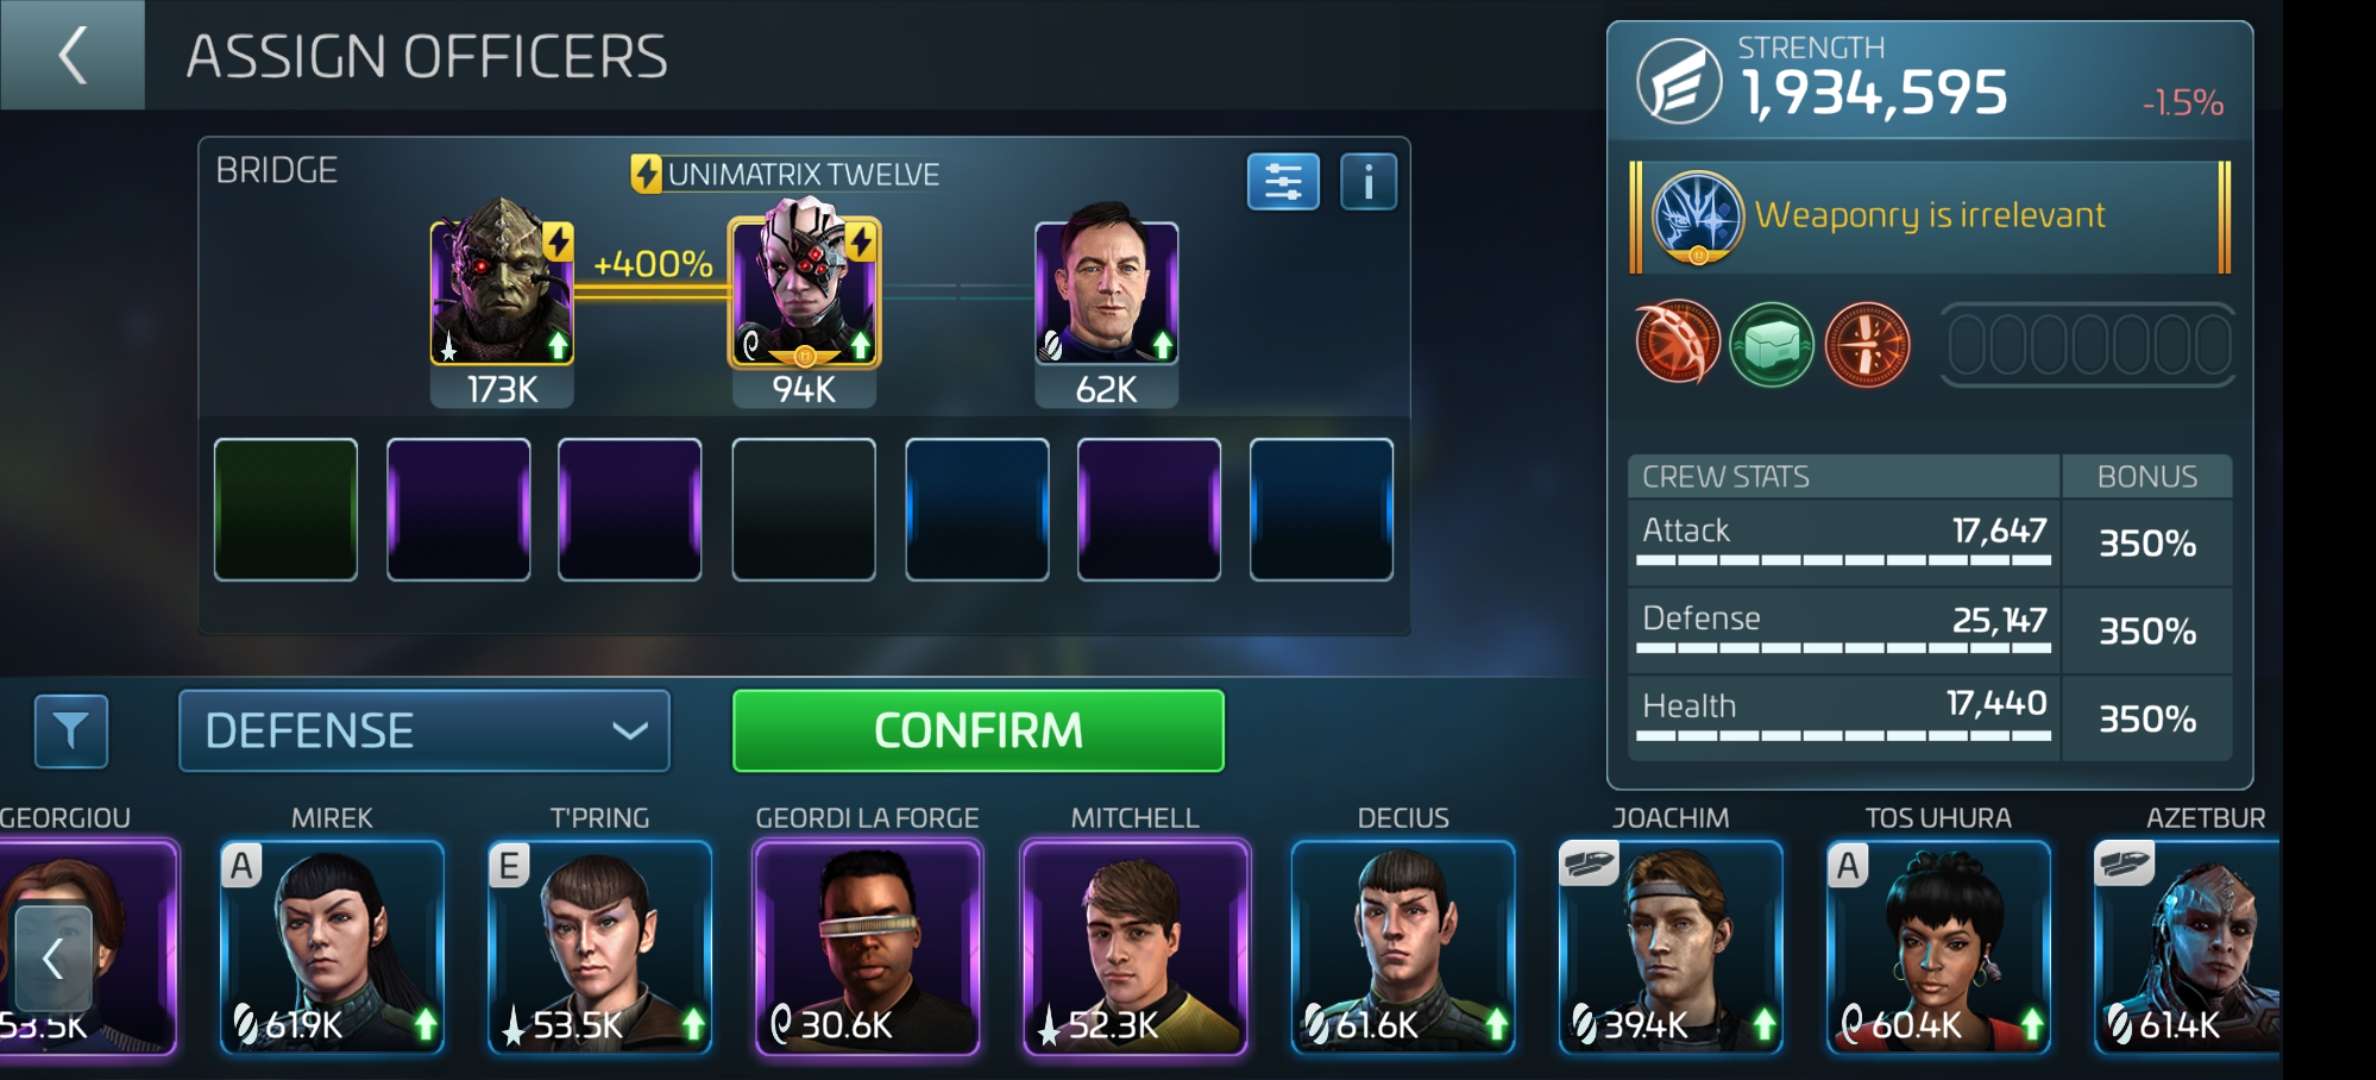 ASSIGN OFFICERS
STRENGTH
1,934,595
-1.5%
BRIDGE
UNIMATRIX TWELVE
+400%
173K
94K
62K
Weaponry is irrelevant
CREW STATS
BONUS
Attack
17,647
350%
Defense
25,147
350%
Health
17,440
350%
DEFENSE
CONFIRM
GEORGIOU
MIREK
T'PRING
GEORDI LA FORGE
MITCHELL
DECIUS
JOACHIM
TOS UHURA
AZETBUR
A
E
A
53.5K
61.9K
53.5K
30.6K
52.3K
61.6K
39.4K
60.4K
61.4K